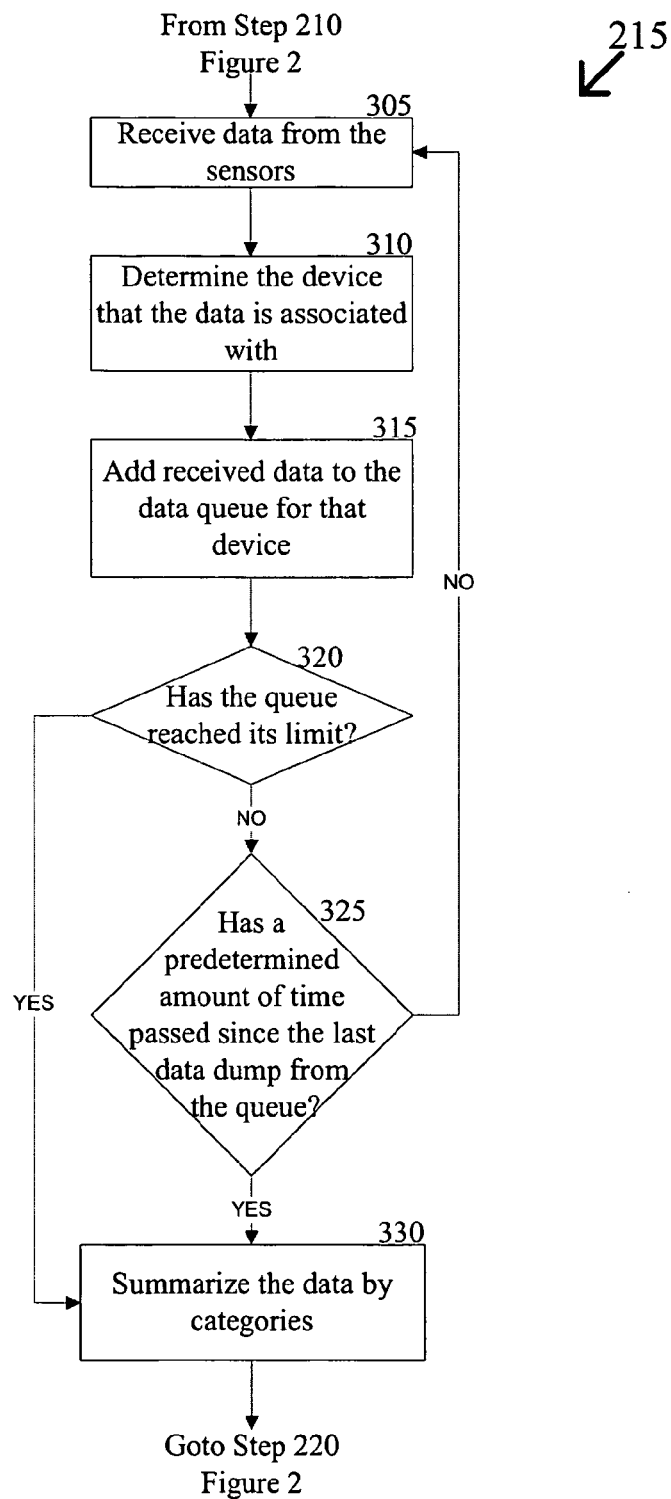 From Step 210
Figure 2
215
305
Receive data from the
sensors
310
Determine the device
that the data is associated
with
315
Add received data to the
data queue for that
device
NO
320
Has the queue
reached its limit?
NO
325
Has a
predetermined
amount of time
passed since the last
data dump from
the queue?
YES
YES
330
Summarize the data by
categories
Goto Step 220
Figure 2